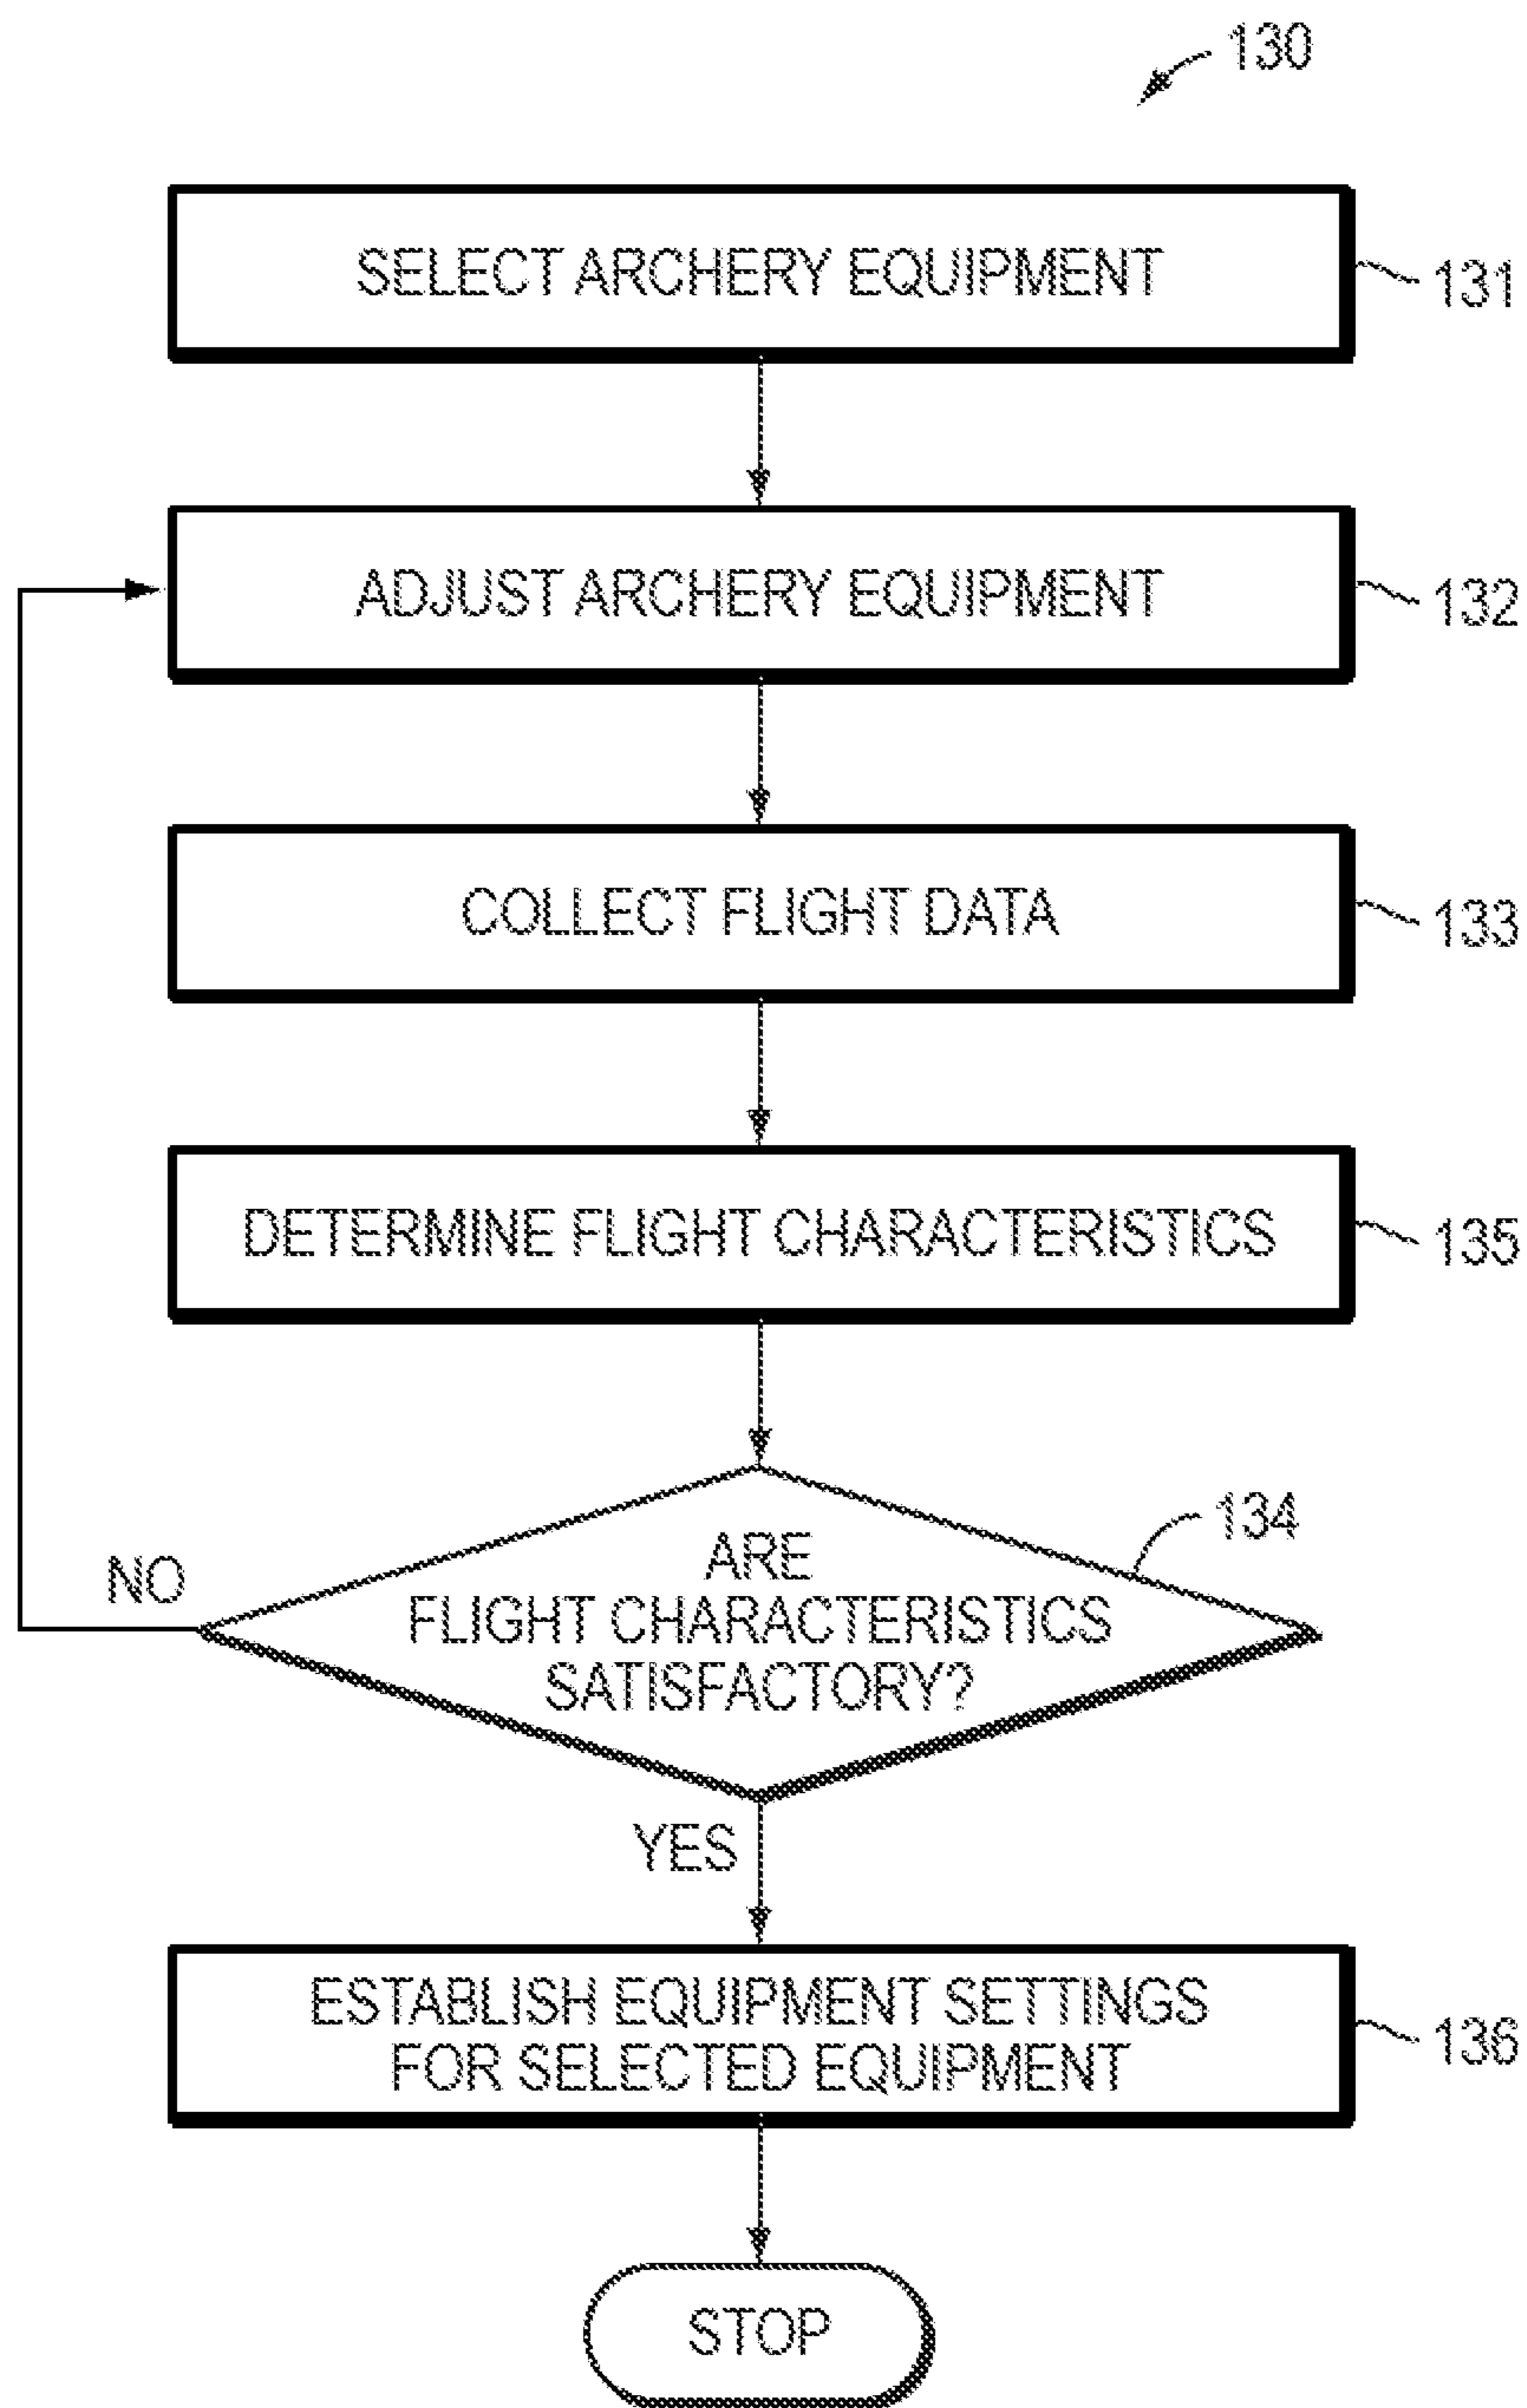 130
SELECT ARCHERY EQUIPMENT
131
ADJUST ARCHERY EQUIPMENT
132
COLLECT FLIGHT DATA
133
DETERMINE FLIGHT CHARACTERISTICS
135
134
ARE
FLIGHT CHARACTERISTICS
SATISFACTORY?
NO
YES
ESTABLISH EQUIPMENT SETTINGS
FOR SELECTED EQUIPMENT
136
STOP